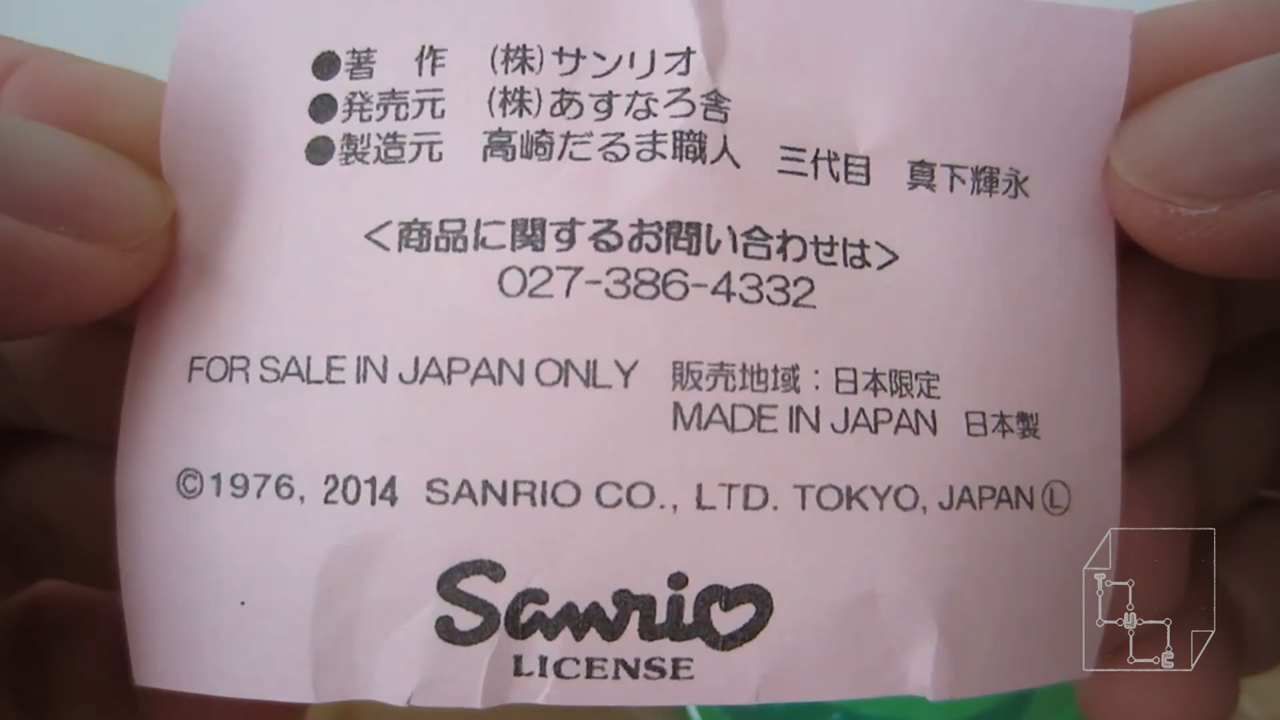 ●著　作　(株)サンリオ
●発売元　(株)あすなろ舎
●製造元　高崎だるま職人　三代目　真下輝永
＜商品に関するお問い合わせは＞
027-386-4332
FOR SALE IN JAPAN ONLY　販売地域：日本限定
MADE IN JAPAN　日本製
©1976, 2014 SANRIO CO., LTD. TOKYO, JAPAN Ⓛ
Sanrio
LICENSE
T
U
C